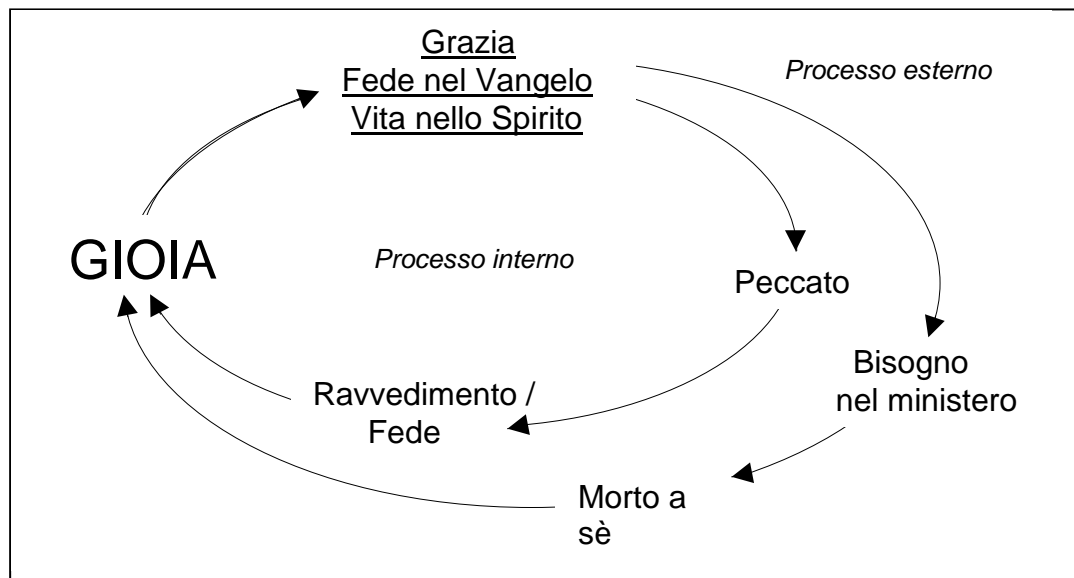 Grazia
Fede nel Vangelo
Vita nello Spirito
Processo esterno
GIOIA
Processo interno
Peccato
Bisogno
nel ministero
Ravvedimento /
Fede
Morto a
sè